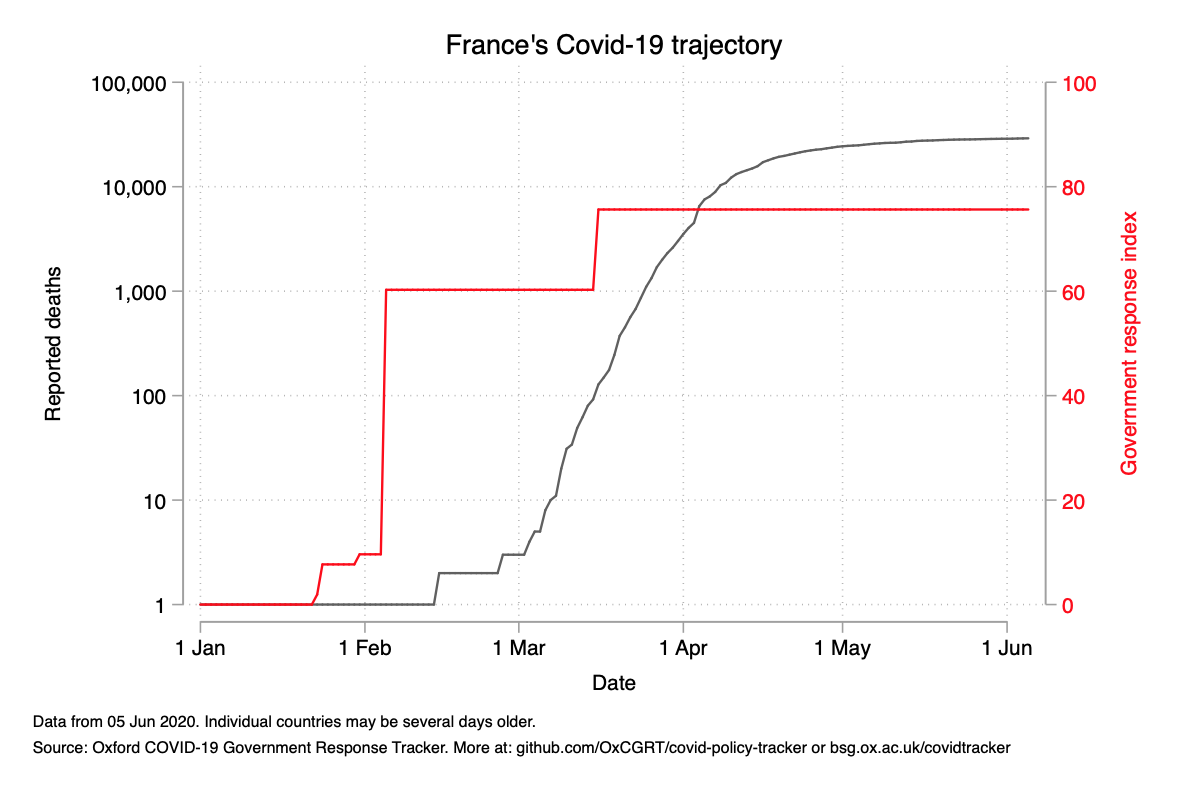 France's Covid-19 trajectory
100,000
10,000
1,000
100
10
1
Reported deaths
100
80
60
40
20
0
Government response index
1 Jan 1 Feb 1 Mar 1 Apr 1 May 1 Jun
Date
Data from 05 Jun 2020. Individual countries may be several days older.
Source: Oxford COVID-19 Government Response Tracker. More at: github.com/OxCGRT/covid-policy-tracker or bsg.ox.ac.uk/covidtracker